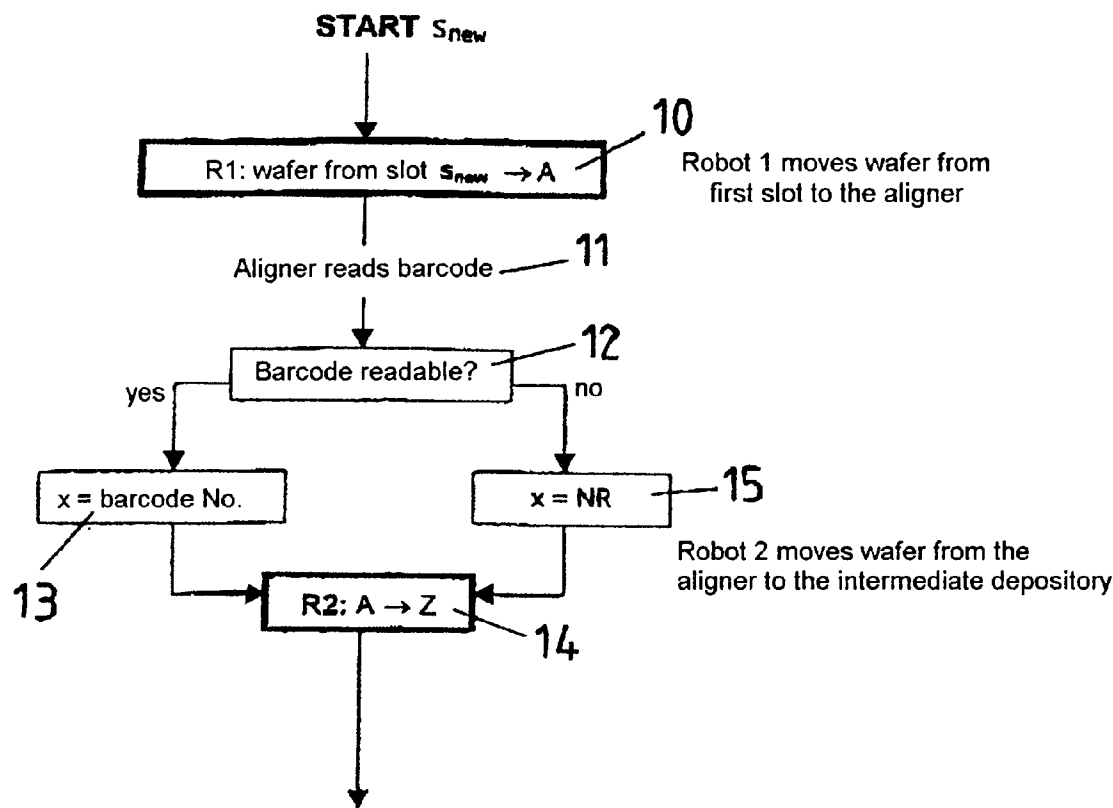 START Snew
10
R1: wafer from slot snew → A
Robot 1 moves wafer from
first slot to the aligner
Aligner reads barcode
11
Barcode readable?
12
yes
no
x = barcode No.
13
x = NR
15
Robot 2 moves wafer from the
aligner to the intermediate depository
R2: A → Z
14